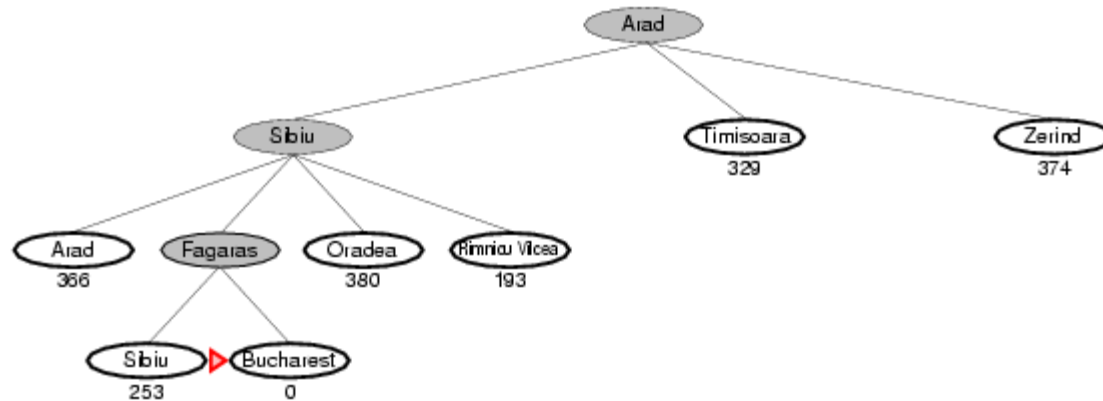 Arad
Sibiu
Timisoara
Zerind
329
374
Arad
Fagaras
Oradea
Rimnicu Vilcea
366
380
193
Sibiu
Bucharest
253
0